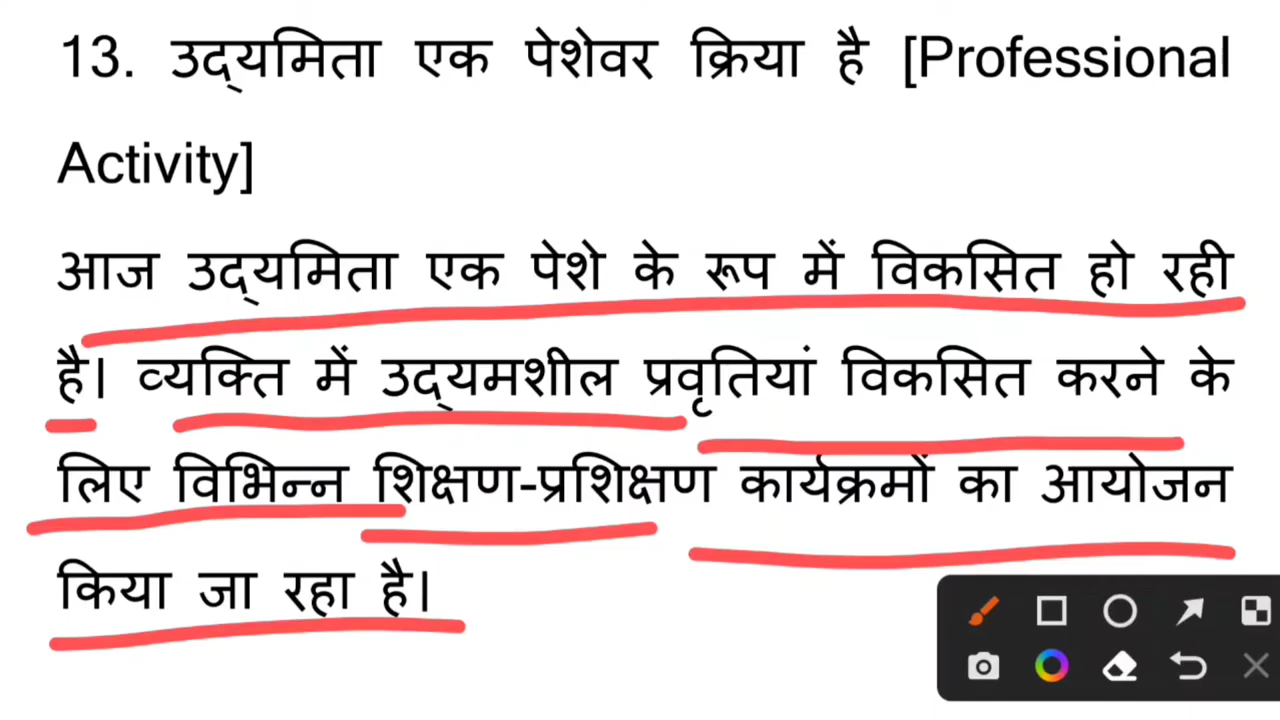 13. उद्यमिता एक पेशेवर क्रिया है [Professional
Activity]
आज उद्यमिता एक पेशे के रूप में विकसित हो रही
है। व्यक्ति में उद्यमशील प्रवृतियां विकसित करने के
लिए विभिन्न शिक्षण-प्रशिक्षण कार्यक्रमों का आयोजन
किया जा रहा है।